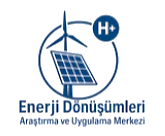 H+
Enerji Dönüşümleri
Araştırma ve Uygulama Merkezi